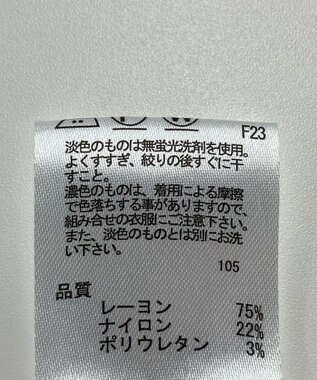 F23
淡色のものは無蛍光洗剤を使用。
よくすすぎ、絞りの後すぐに干
すこと。
濃色のものは、着用による摩擦
で色落ちする事がありますので、
組み合せの衣服にご注意下さい。
また、淡色のものとは別にお洗
い下さい。
105
品質
レーヨン 75%
ナイロン 22%
ポリウレタン 3%